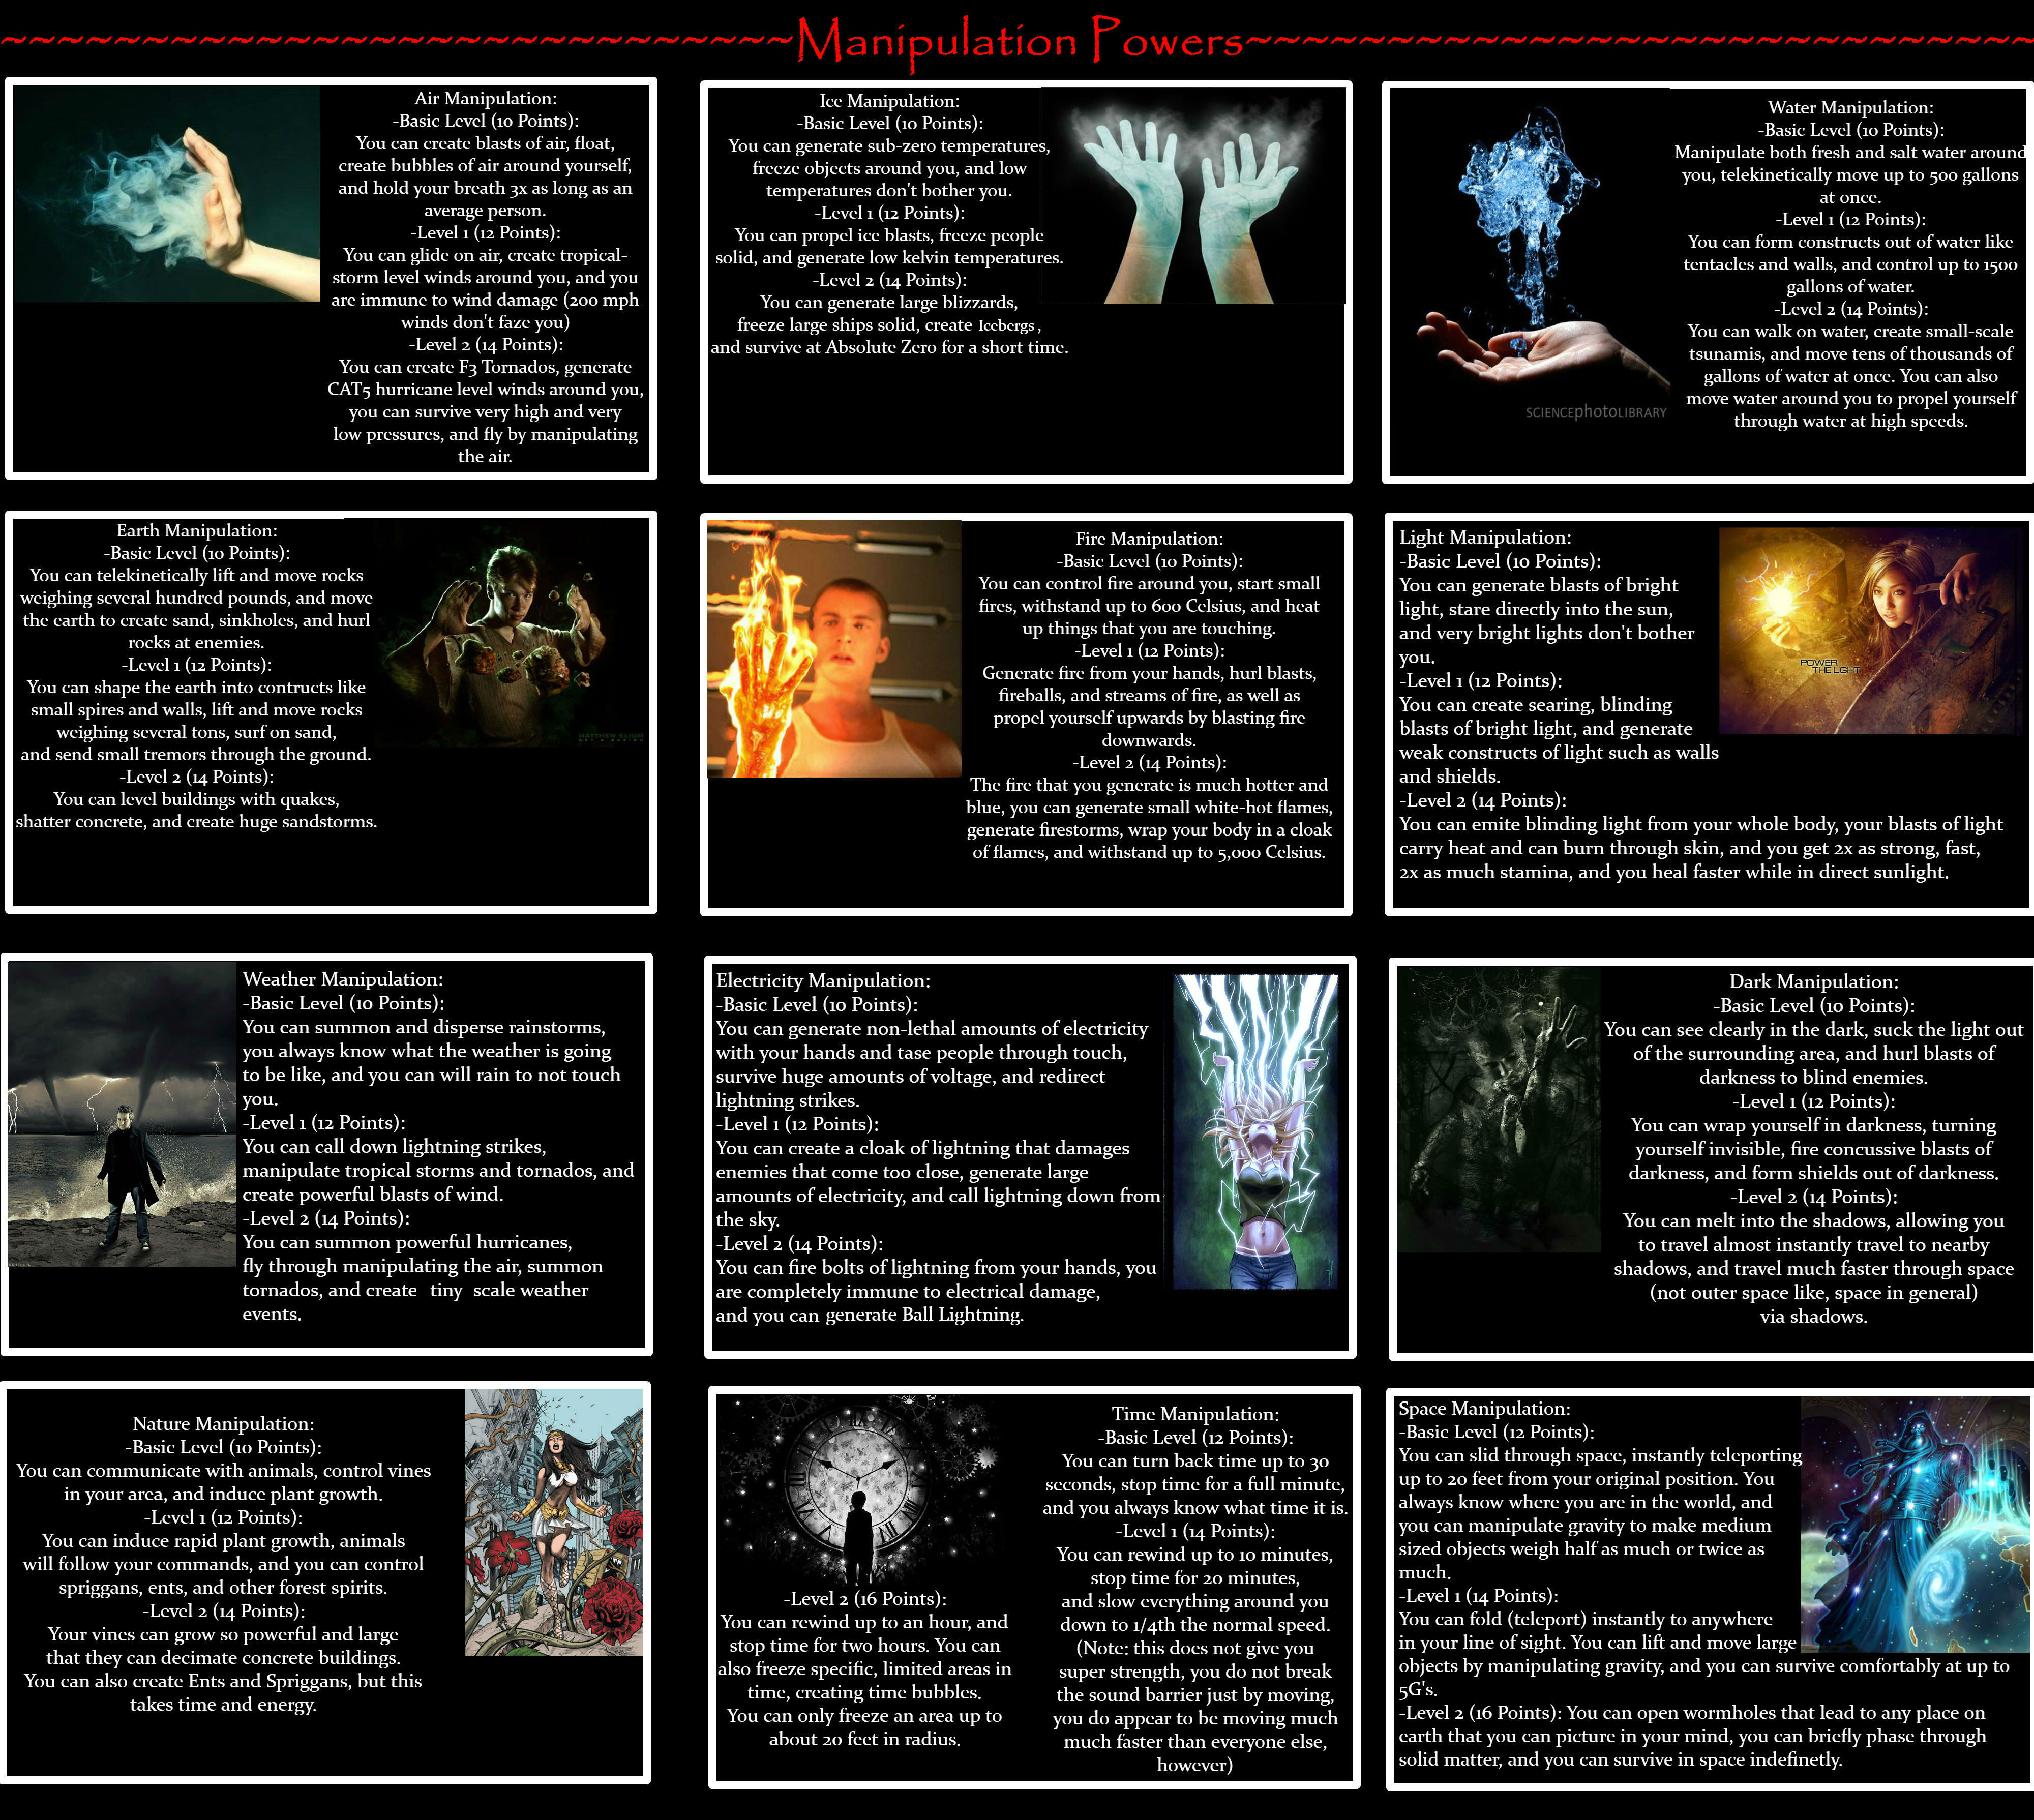 ~~~~~~~~~~~~~~~~~~~~~~~~~~~~Manipulation Powers~~~~~~~~~~~~~~~~~~~~~~~~~~~~
Air Manipulation:
-Basic Level (10 Points):
You can create blasts of air, float,
create bubbles of air around yourself,
and hold your breath 3x as long as an
average person.
-Level 1 (12 Points):
You can glide on air, create tropical-
storm level winds around you, and you
are immune to wind damage (200 mph
winds don't faze you)
-Level 2 (14 Points):
You can create F3 Tornados, generate
CAT5 hurricane level winds around you,
you can survive very high and very
low pressures, and fly by manipulating
the air.
Ice Manipulation:
-Basic Level (10 Points):
You can generate sub-zero temperatures,
freeze objects around you, and low
temperatures don't bother you.
-Level 1 (12 Points):
You can propel ice blasts, freeze people
solid, and generate low kelvin temperatures.
-Level 2 (14 Points):
You can generate large blizzards,
freeze large ships solid, create Icebergs,
and survive at Absolute Zero for a short time.
Water Manipulation:
-Basic Level (10 Points):
Manipulate both fresh and salt water around
you, telekinetically move up to 500 gallons
at once.
-Level 1 (12 Points):
You can form constructs out of water like
tentacles and walls, and control up to 1500
gallons of water.
-Level 2 (14 Points):
You can walk on water, create small-scale
tsunamis, and move tens of thousands of
gallons of water at once. You can also
move water around you to propel yourself
through water at high speeds.
SCIENCEphotoLIBRARY
Earth Manipulation:
-Basic Level (10 Points):
You can telekinetically lift and move rocks
weighing several hundred pounds, and move
the earth to create sand, sinkholes, and hurl
rocks at enemies.
-Level 1 (12 Points):
You can shape the earth into contructs like
small spires and walls, lift and move rocks
weighing several tons, surf on sand,
and send small tremors through the ground.
-Level 2 (14 Points):
You can level buildings with quakes,
shatter concrete, and create huge sandstorms.
MATTHEW ELIUM
Fire Manipulation:
-Basic Level (10 Points):
You can control fire around you, start small
fires, withstand up to 600 Celsius, and heat
up things that you are touching.
-Level 1 (12 Points):
Generate fire from your hands, hurl blasts,
fireballs, and streams of fire, as well as
propel yourself upwards by blasting fire
downwards.
-Level 2 (14 Points):
The fire that you generate is much hotter and
blue, you can generate small white-hot flames,
generate firestorms, wrap your body in a cloak
of flames, and withstand up to 5,000 Celsius.
Light Manipulation:
-Basic Level (10 Points):
You can generate blasts of bright
light, stare directly into the sun,
and very bright lights don't bother
you.
-Level 1 (12 Points):
You can create searing, blinding
blasts of bright light, and generate
weak constructs of light such as walls
and shields.
-Level 2 (14 Points):
You can emite blinding light from your whole body, your blasts of light
carry heat and can burn through skin, and you get 2x as strong, fast,
2x as much stamina, and you heal faster while in direct sunlight.
POWER
THE LIGHT
Weather Manipulation:
-Basic Level (10 Points):
You can summon and disperse rainstorms,
you always know what the weather is going
to be like, and you can will rain to not touch
you.
-Level 1 (12 Points):
You can call down lightning strikes,
manipulate tropical storms and tornados, and
create powerful blasts of wind.
-Level 2 (14 Points):
You can summon powerful hurricanes,
fly through manipulating the air, summon
tornados, and create tiny scale weather
events.
Electricity Manipulation:
-Basic Level (10 Points):
You can generate non-lethal amounts of electricity
with your hands and tase people through touch,
survive huge amounts of voltage, and redirect
lightning strikes.
-Level 1 (12 Points):
You can create a cloak of lightning that damages
enemies that come too close, generate large
amounts of electricity, and call lightning down from
the sky.
-Level 2 (14 Points):
You can fire bolts of lightning from your hands, you
are completely immune to electrical damage,
and you can generate Ball Lightning.
Dark Manipulation:
-Basic Level (10 Points):
You can see clearly in the dark, suck the light out
of the surrounding area, and hurl blasts of
darkness to blind enemies.
-Level 1 (12 Points):
You can wrap yourself in darkness, turning
yourself invisible, fire concussive blasts of
darkness, and form shields out of darkness.
-Level 2 (14 Points):
You can melt into the shadows, allowing you
to travel almost instantly travel to nearby
shadows, and travel much faster through space
(not outer space like, space in general)
via shadows.
Nature Manipulation:
-Basic Level (10 Points):
You can communicate with animals, control vines
in your area, and induce plant growth.
-Level 1 (12 Points):
You can induce rapid plant growth, animals
will follow your commands, and you can control
spriggans, ents, and other forest spirits.
-Level 2 (14 Points):
Your vines can grow so powerful and large
that they can decimate concrete buildings.
You can also create Ents and Spriggans, but this
takes time and energy.
Time Manipulation:
-Basic Level (12 Points):
You can turn back time up to 30
seconds, stop time for a full minute,
and you always know what time it is.
-Level 1 (14 Points):
You can rewind up to 10 minutes,
stop time for 20 minutes,
and slow everything around you
down to 1/4th the normal speed.
(Note: this does not give you
super strength, you do not break
the sound barrier just by moving,
you do appear to be moving much
much faster than everyone else,
however)
-Level 2 (16 Points):
You can rewind up to an hour, and
stop time for two hours. You can
also freeze specific, limited areas in
time, creating time bubbles.
You can only freeze an area up to
about 20 feet in radius.
Space Manipulation:
-Basic Level (12 Points):
You can slid through space, instantly teleporting
up to 20 feet from your original position. You
always know where you are in the world, and
you can manipulate gravity to make medium
sized objects weigh half as much or twice as
much.
-Level 1 (14 Points):
You can fold (teleport) instantly to anywhere
in your line of sight. You can lift and move large
objects by manipulating gravity, and you can survive comfortably at up to
5G's.
-Level 2 (16 Points): You can open wormholes that lead to any place on
earth that you can picture in your mind, you can briefly phase through
solid matter, and you can survive in space indefinetly.